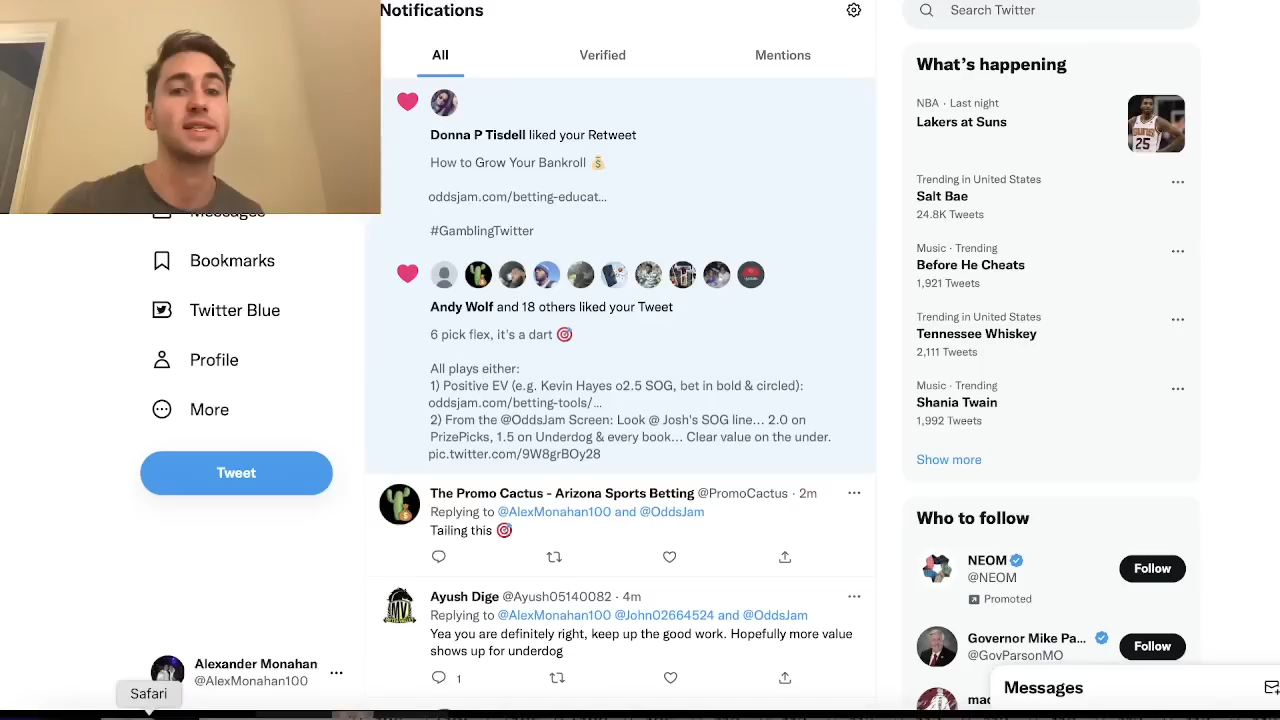 Notifications
All
Verified
Mentions
Donna P Tisdell liked your Retweet
How to Grow Your Bankroll 💰
oddsjam.com/betting-educat…
#GamblingTwitter
Andy Wolf and 18 others liked your Tweet
6 pick flex, it's a dart 🎯
All plays either:
1) Positive EV (e.g. Kevin Hayes o2.5 SOG, bet in bold & circled):
oddsjam.com/betting-tools/…
2) From the @OddsJam Screen: Look @ Josh's SOG line… 2.0 on
PrizePicks, 1.5 on Underdog & every book… Clear value on the under.
pic.twitter.com/9W8grBOy28
The Promo Cactus - Arizona Sports Betting @PromoCactus · 2m
Replying to @AlexMonahan100 and @OddsJam
Tailing this 🎯
Ayush Dige @Ayush05140082 · 4m
Replying to @AlexMonahan100 @John02664524 and @OddsJam
Yea you are definitely right, keep up the good work. Hopefully more value
shows up for underdog
1
Messages
Bookmarks
Twitter Blue
Profile
More
Tweet
Alexander Monahan
@AlexMonahan100
Safari
Search Twitter
What's happening
NBA · Last night
Lakers at Suns
SUNS
25
Trending in United States
Salt Bae
24.8K Tweets
Music · Trending
Before He Cheats
1,921 Tweets
Trending in United States
Tennessee Whiskey
2,111 Tweets
Music · Trending
Shania Twain
1,992 Tweets
Show more
Who to follow
NEOM
@NEOM
Promoted
Follow
Governor Mike Pa...
@GovParsonMO
Follow
Messages